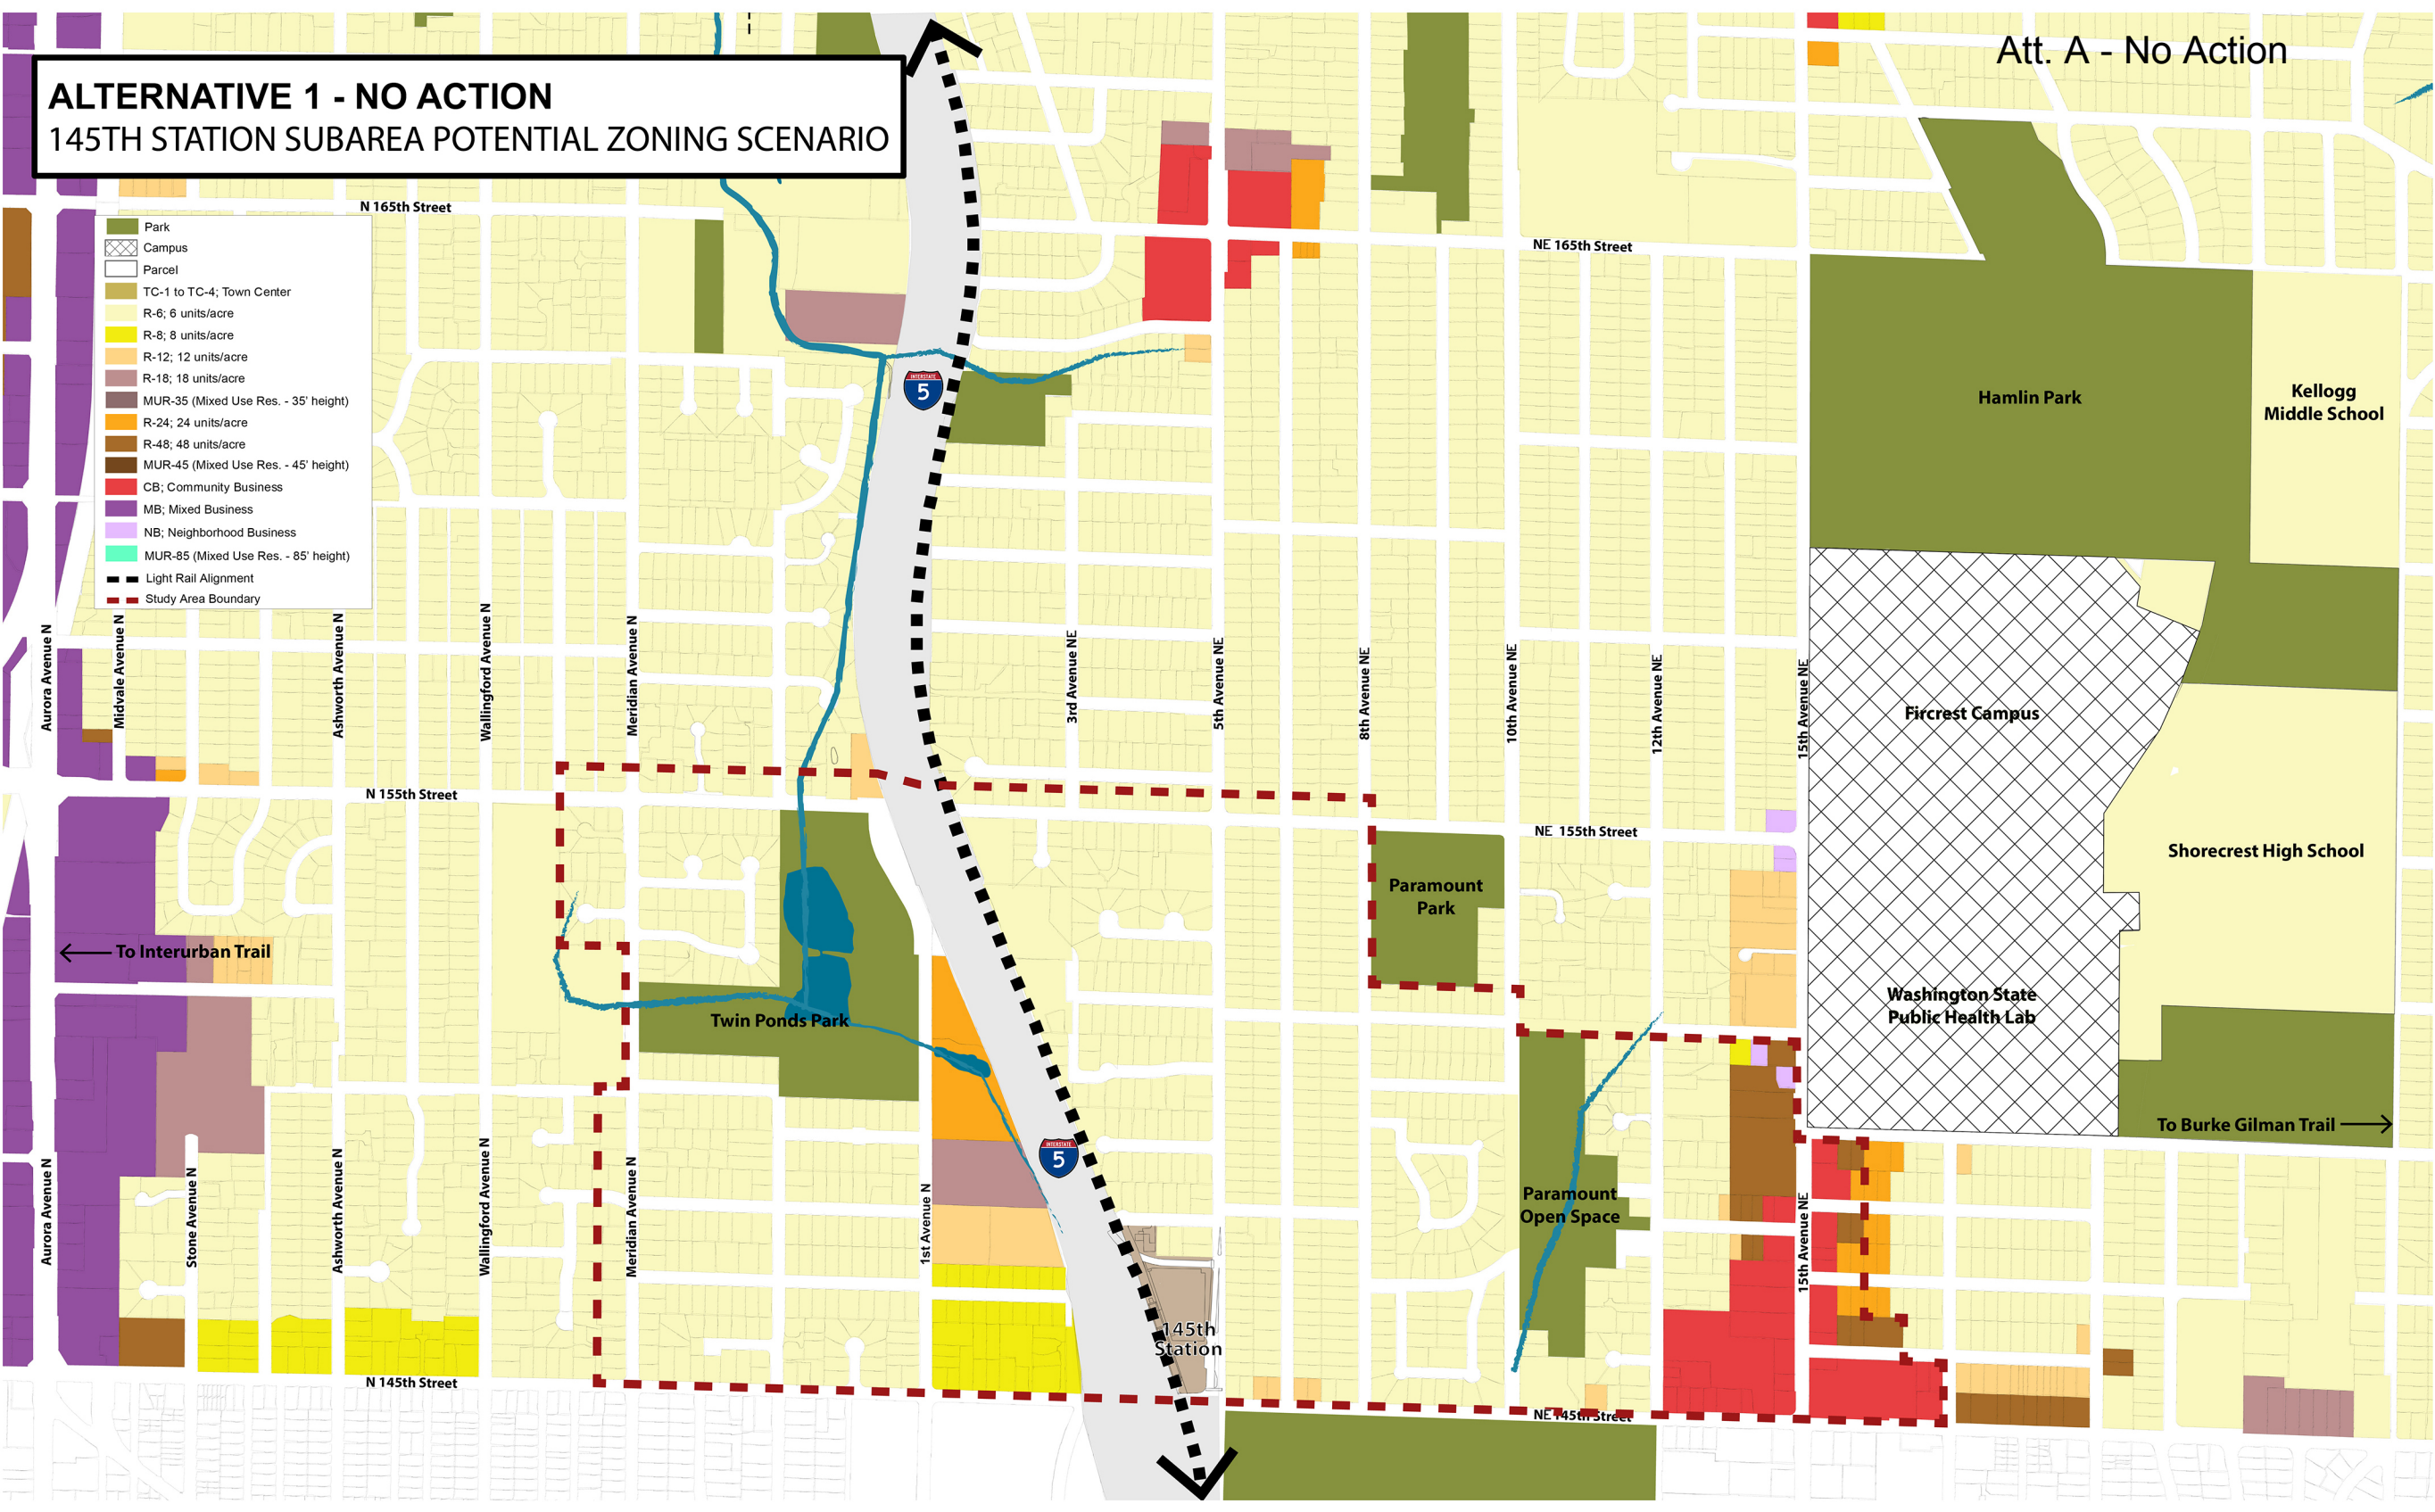 Att. A - No Action
ALTERNATIVE 1 - NO ACTION
145TH STATION SUBAREA POTENTIAL ZONING SCENARIO
N 165th Street
NE 165th Street
Park
Campus
Parcel
TC-1 to TC-4; Town Center
R-6; 6 units/acre
R-8; 8 units/acre
R-12; 12 units/acre
R-18; 18 units/acre
MUR-35 (Mixed Use Res. - 35' height)
R-24; 24 units/acre
R-48; 48 units/acre
MUR-45 (Mixed Use Res. - 45' height)
CB; Community Business
MB; Mixed Business
NB; Neighborhood Business
MUR-85 (Mixed Use Res. - 85' height)
Light Rail Alignment
Study Area Boundary
INTERSTATE
5
Hamlin Park
Kellogg
Middle School
Aurora Avenue N
Midvale Avenue N
Ashworth Avenue N
Wallingford Avenue N
Meridian Avenue N
3rd Avenue NE
5th Avenue NE
8th Avenue NE
10th Avenue NE
12th Avenue NE
15th Avenue NE
Fircrest Campus
N 155th Street
NE 155th Street
Shorecrest High School
Paramount
Park
To Interurban Trail
Twin Ponds Park
Washington State
Public Health Lab
To Burke Gilman Trail
INTERSTATE
5
Paramount
Open Space
Aurora Avenue N
Stone Avenue N
Ashworth Avenue N
Wallingford Avenue N
Meridian Avenue N
1st Avenue N
15th Avenue NE
145th
Station
N 145th Street
NE 145th Street